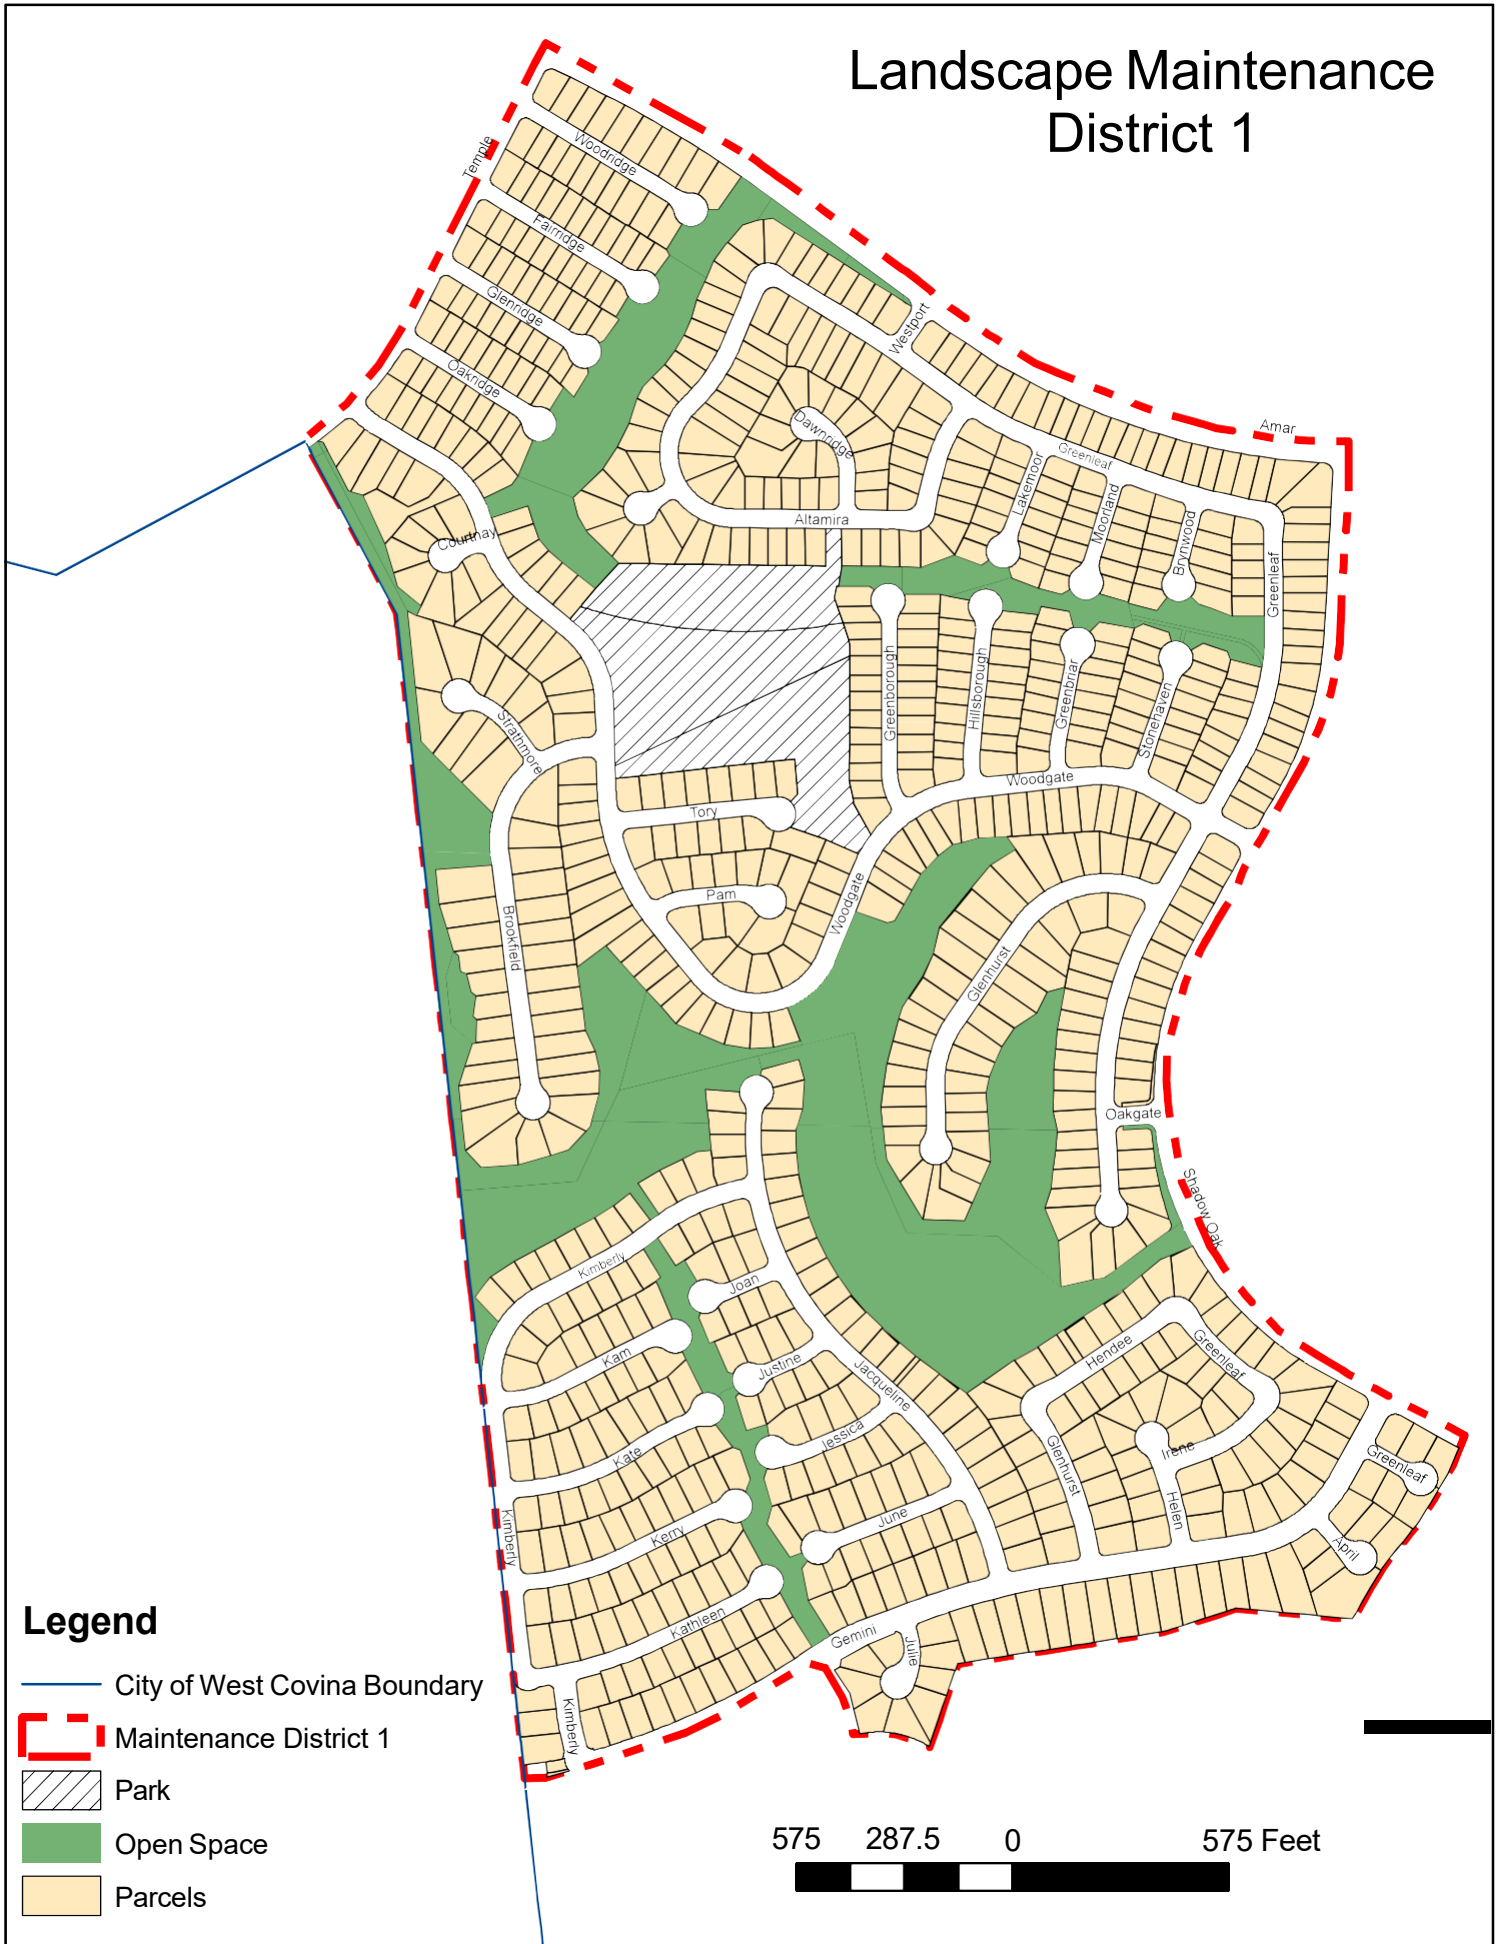 Landscape Maintenance
District 1
Temple
Woodridge
Fairridge
Glenridge
Oakridge
Westport
Amar
Dawnridge
Greenleaf
Lakemoor
Moorland
Brynwood
Altamira
Courtnay
Greenleaf
Strathmore
Greenborough
Hillsborough
Greenbriar
Stonehaven
Woodgate
Tory
Pam
Woodgate
Brookfield
Glenhurst
Oakgate
Shadow Oak
Kimberly
Joan
Kam
Justine
Jacqueline
Hendee
Greenleaf
Jessica
Kate
Glenhurst
Irene
Greenleaf
Kimberly
Kerry
June
Helen
April
Kathleen
Gemini
Julie
Kimberly
Legend
City of West Covina Boundary
Maintenance District 1
Park
Open Space
Parcels
575 287.5 0 575 Feet